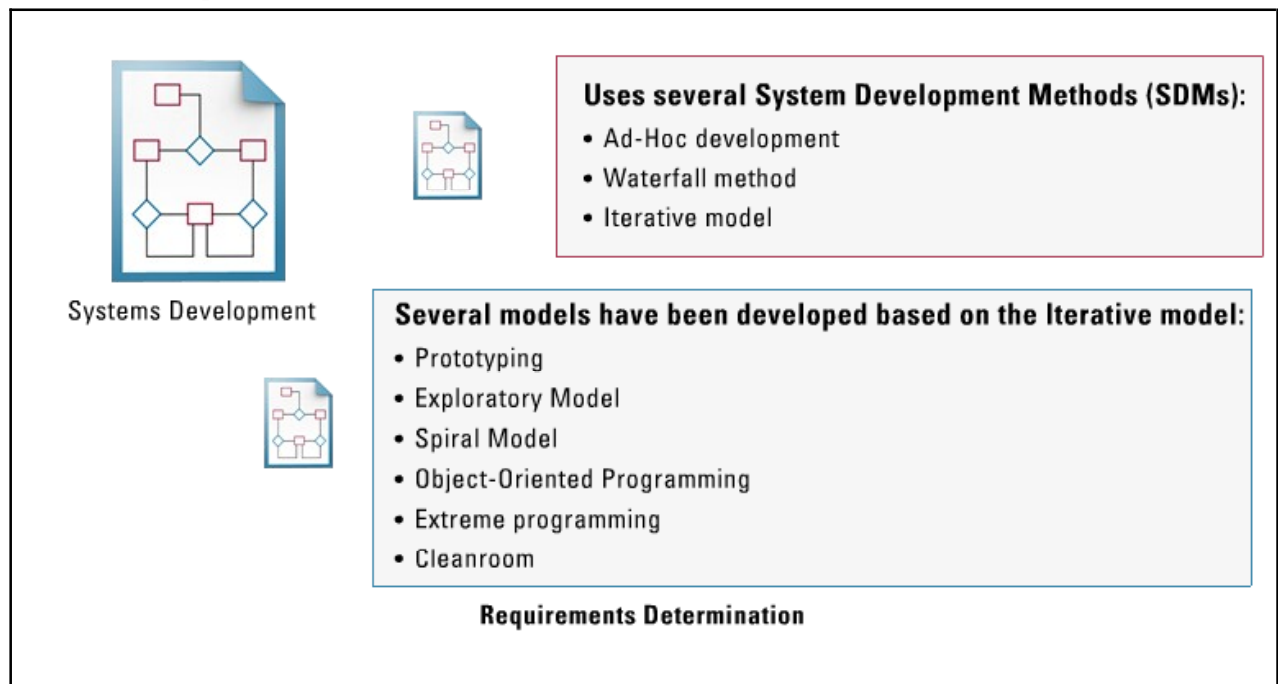 Uses several System Development Methods (SDMs):
• Ad-Hoc development
• Waterfall method
• Iterative model
Systems Development
Several models have been developed based on the Iterative model:
• Prototyping
• Exploratory Model
• Spiral Model
• Object-Oriented Programming
• Extreme programming
• Cleanroom
Requirements Determination